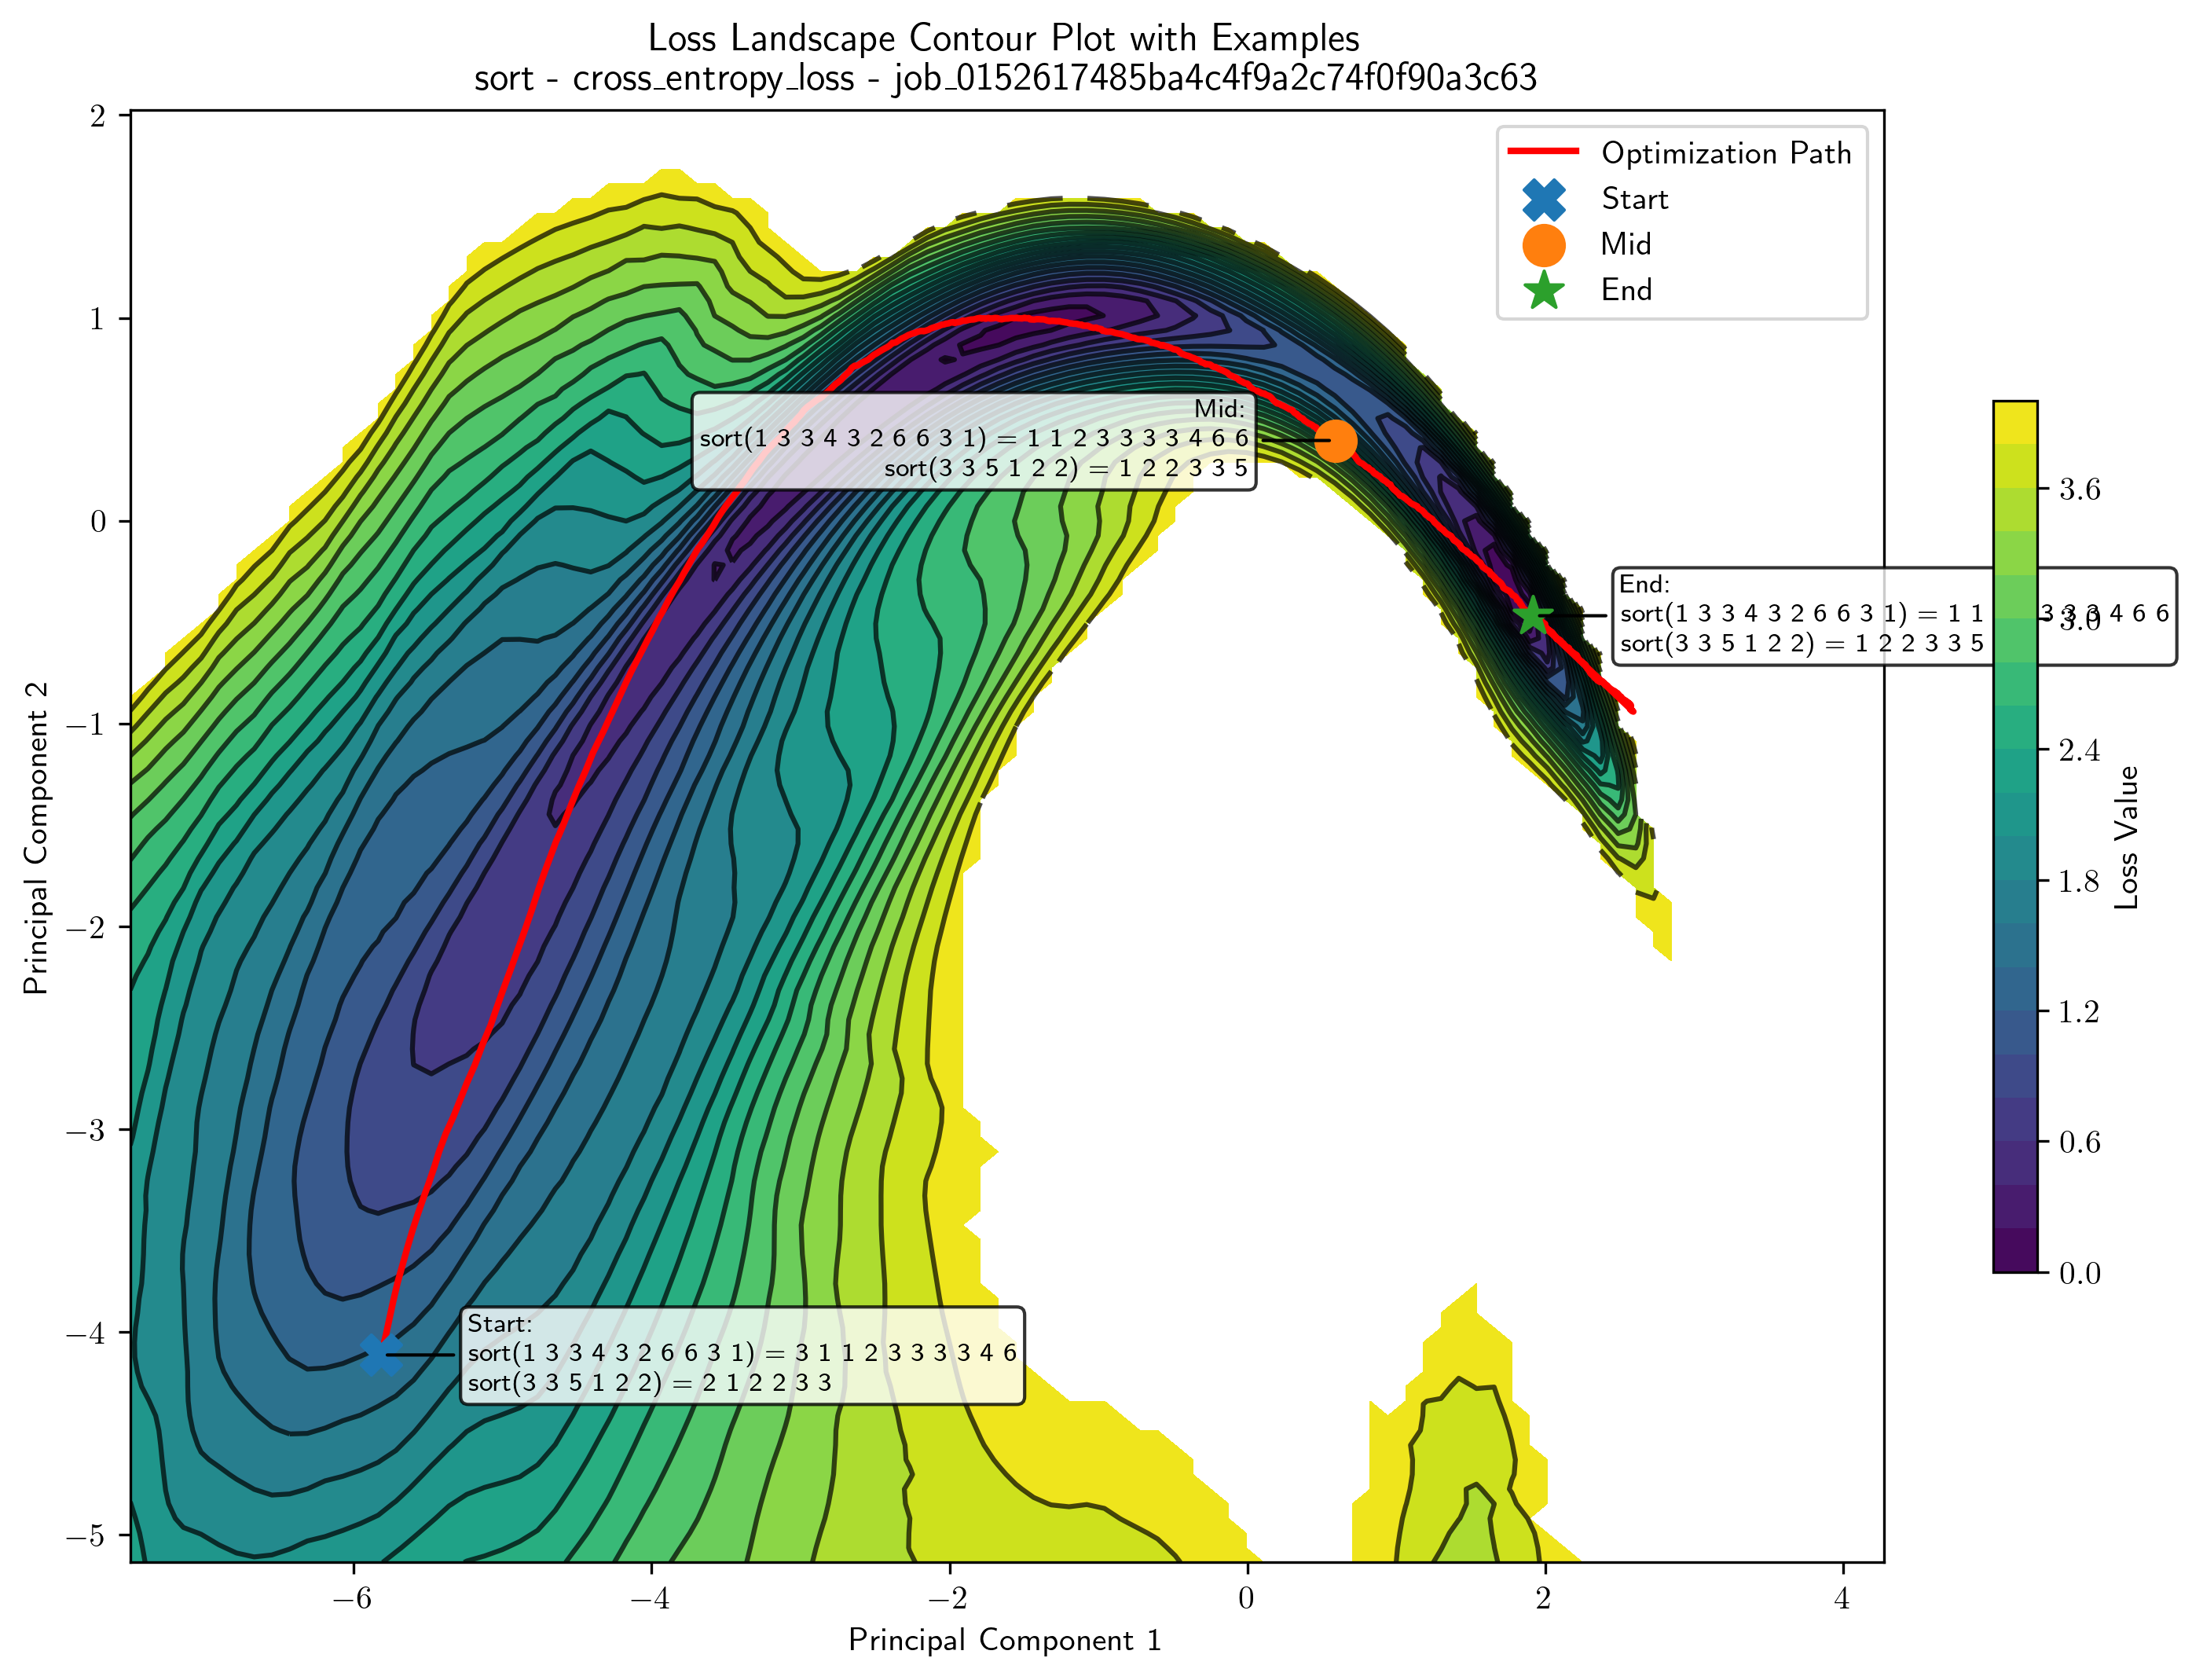 Loss Landscape Contour Plot with Examples
sort - cross_entropy_loss - job_0152617485ba4c4f9a2c74f0f90a3c63
Optimization Path
Start
Mid
End
Mid:
sort(1 3 3 4 3 2 6 6 3 1) = 1 1 2 3 3 3 3 4 6 6
sort(3 3 5 1 2 2) = 1 2 2 3 3 5
End:
sort(1 3 3 4 3 2 6 6 3 1) = 1 1 3 3 3 4 6 6
sort(3 3 5 1 2 2) = 1 2 2 3 3 5
Start:
sort(1 3 3 4 3 2 6 6 3 1) = 3 1 1 2 3 3 3 3 4 6
sort(3 3 5 1 2 2) = 2 1 2 2 3 3
2
1
0
−1
−2
−3
−4
−5
Principal Component 2
−6
−4
−2
0
2
4
Principal Component 1
3.6
3.0
2.4
1.8
1.2
0.6
0.0
Loss Value